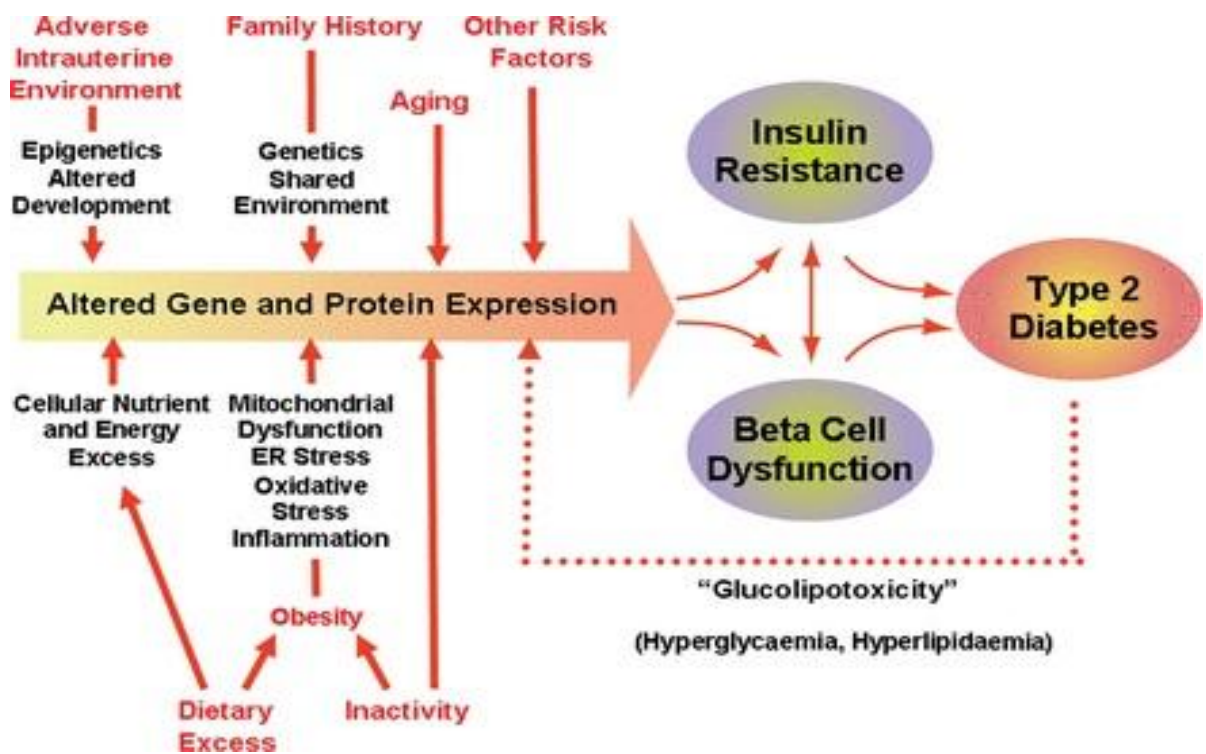 Adverse
Intrauterine
Environment
Family History
Other Risk
Factors
Aging
Epigenetics
Altered
Development
Genetics
Shared
Environment
Insulin
Resistance
Altered Gene and Protein Expression
Type 2
Diabetes
Cellular Nutrient
and Energy
Excess
Mitochondrial
Dysfunction
ER Stress
Oxidative
Stress
Inflammation
Beta Cell
Dysfunction
“Glucolipotoxicity”
(Hyperglycaemia, Hyperlipidaemia)
Obesity
Dietary
Excess
Inactivity